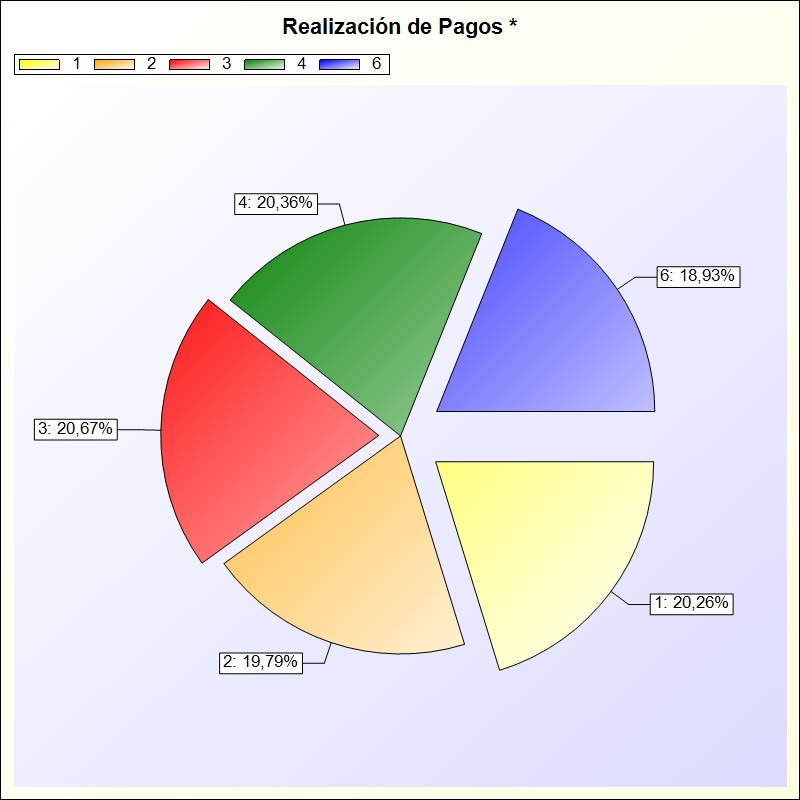 Realización de Pagos *
1 2 3 4 6
4: 20,36%
6: 18,93%
3: 20,67%
1: 20,26%
2: 19,79%